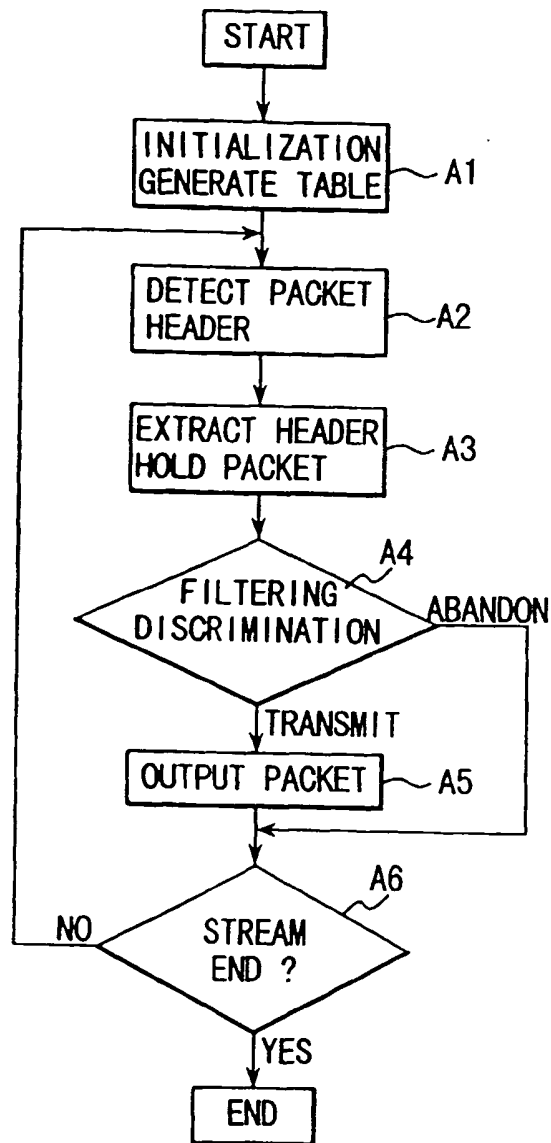 START
INITIALIZATION
GENERATE TABLE
A1
DETECT PACKET
HEADER
A2
EXTRACT HEADER
HOLD PACKET
A3
A4
FILTERING
DISCRIMINATION
ABANDON
TRANSMIT
OUTPUT PACKET
A5
A6
NO
STREAM
END ?
YES
END